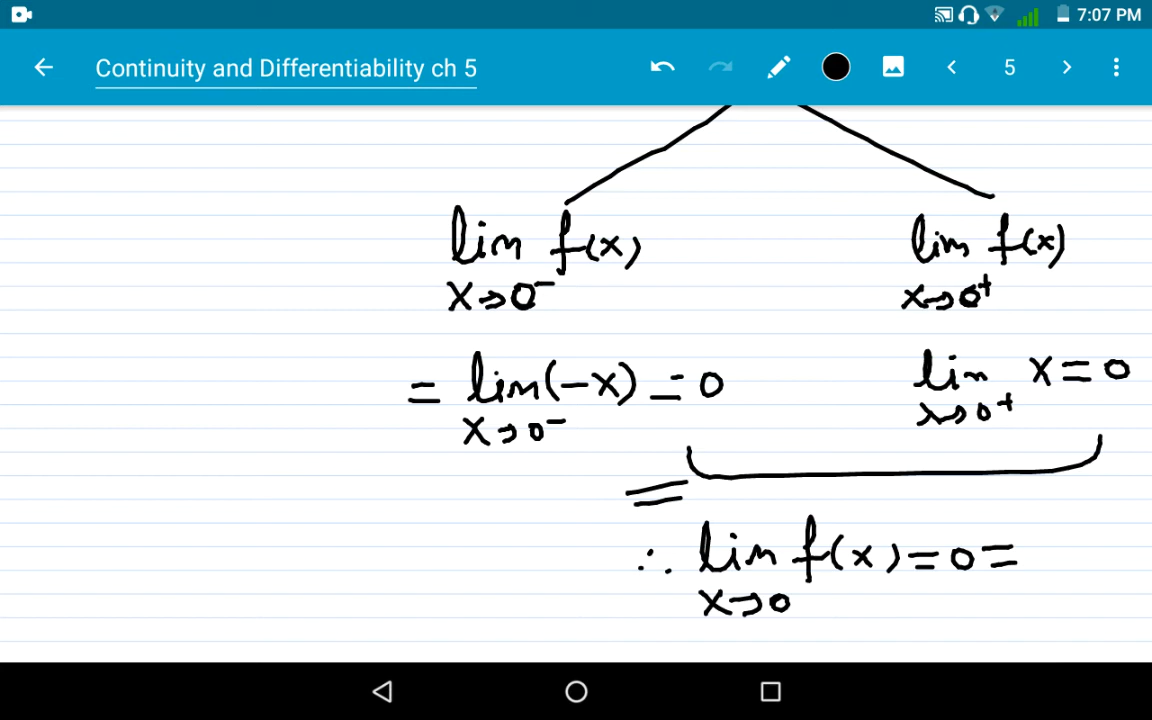 7:07 PM
Continuity and Differentiability ch 5
5
lim f(x)
x→0⁻
lim f(x)
x→0⁺
= lim(-x) = 0
x→0⁻
lim x = 0
x→0⁺
=
∴ lim f(x) = 0 =
x→0